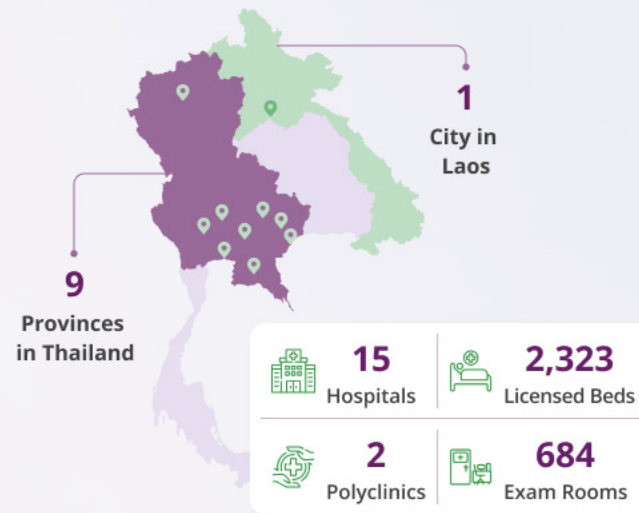 1
City in
Laos
9
Provinces
in Thailand
15
Hospitals
2,323
Licensed Beds
2
Polyclinics
684
Exam Rooms